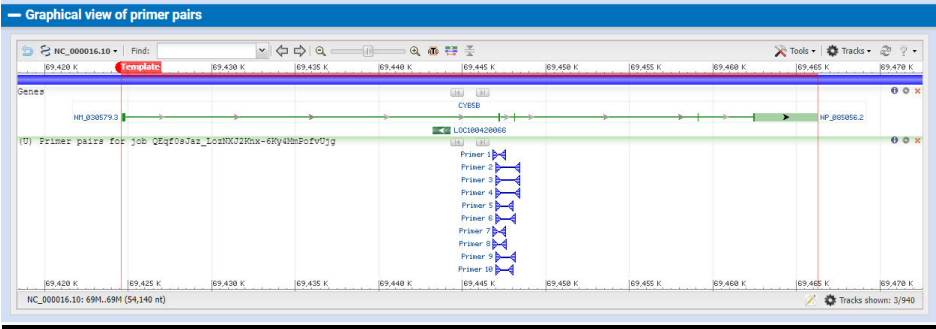 Graphical view of primer pairs
NC_000016.10 Find: Tools Tracks ?
69,420 K Template 69,430 K 69,435 K 69,440 K 69,445 K 69,450 K 69,455 K 69,460 K 69,465 K 69,470 K
Genes
CYB5B
NM_030579.3 NP_085056.2
LOC100420066
(U) Primer pairs for job QEqf0sJaz_LozNXJ2Knx-6Ky4MmPofvUjg
Primer 1
Primer 2
Primer 3
Primer 4
Primer 5
Primer 6
Primer 7
Primer 8
Primer 9
Primer 10
69,420 K 69,425 K 69,430 K 69,435 K 69,440 K 69,445 K 69,450 K 69,455 K 69,460 K 69,465 K 69,470 K
NC_000016.10: 69M..69M (54,140 nt) Tracks shown: 3/940